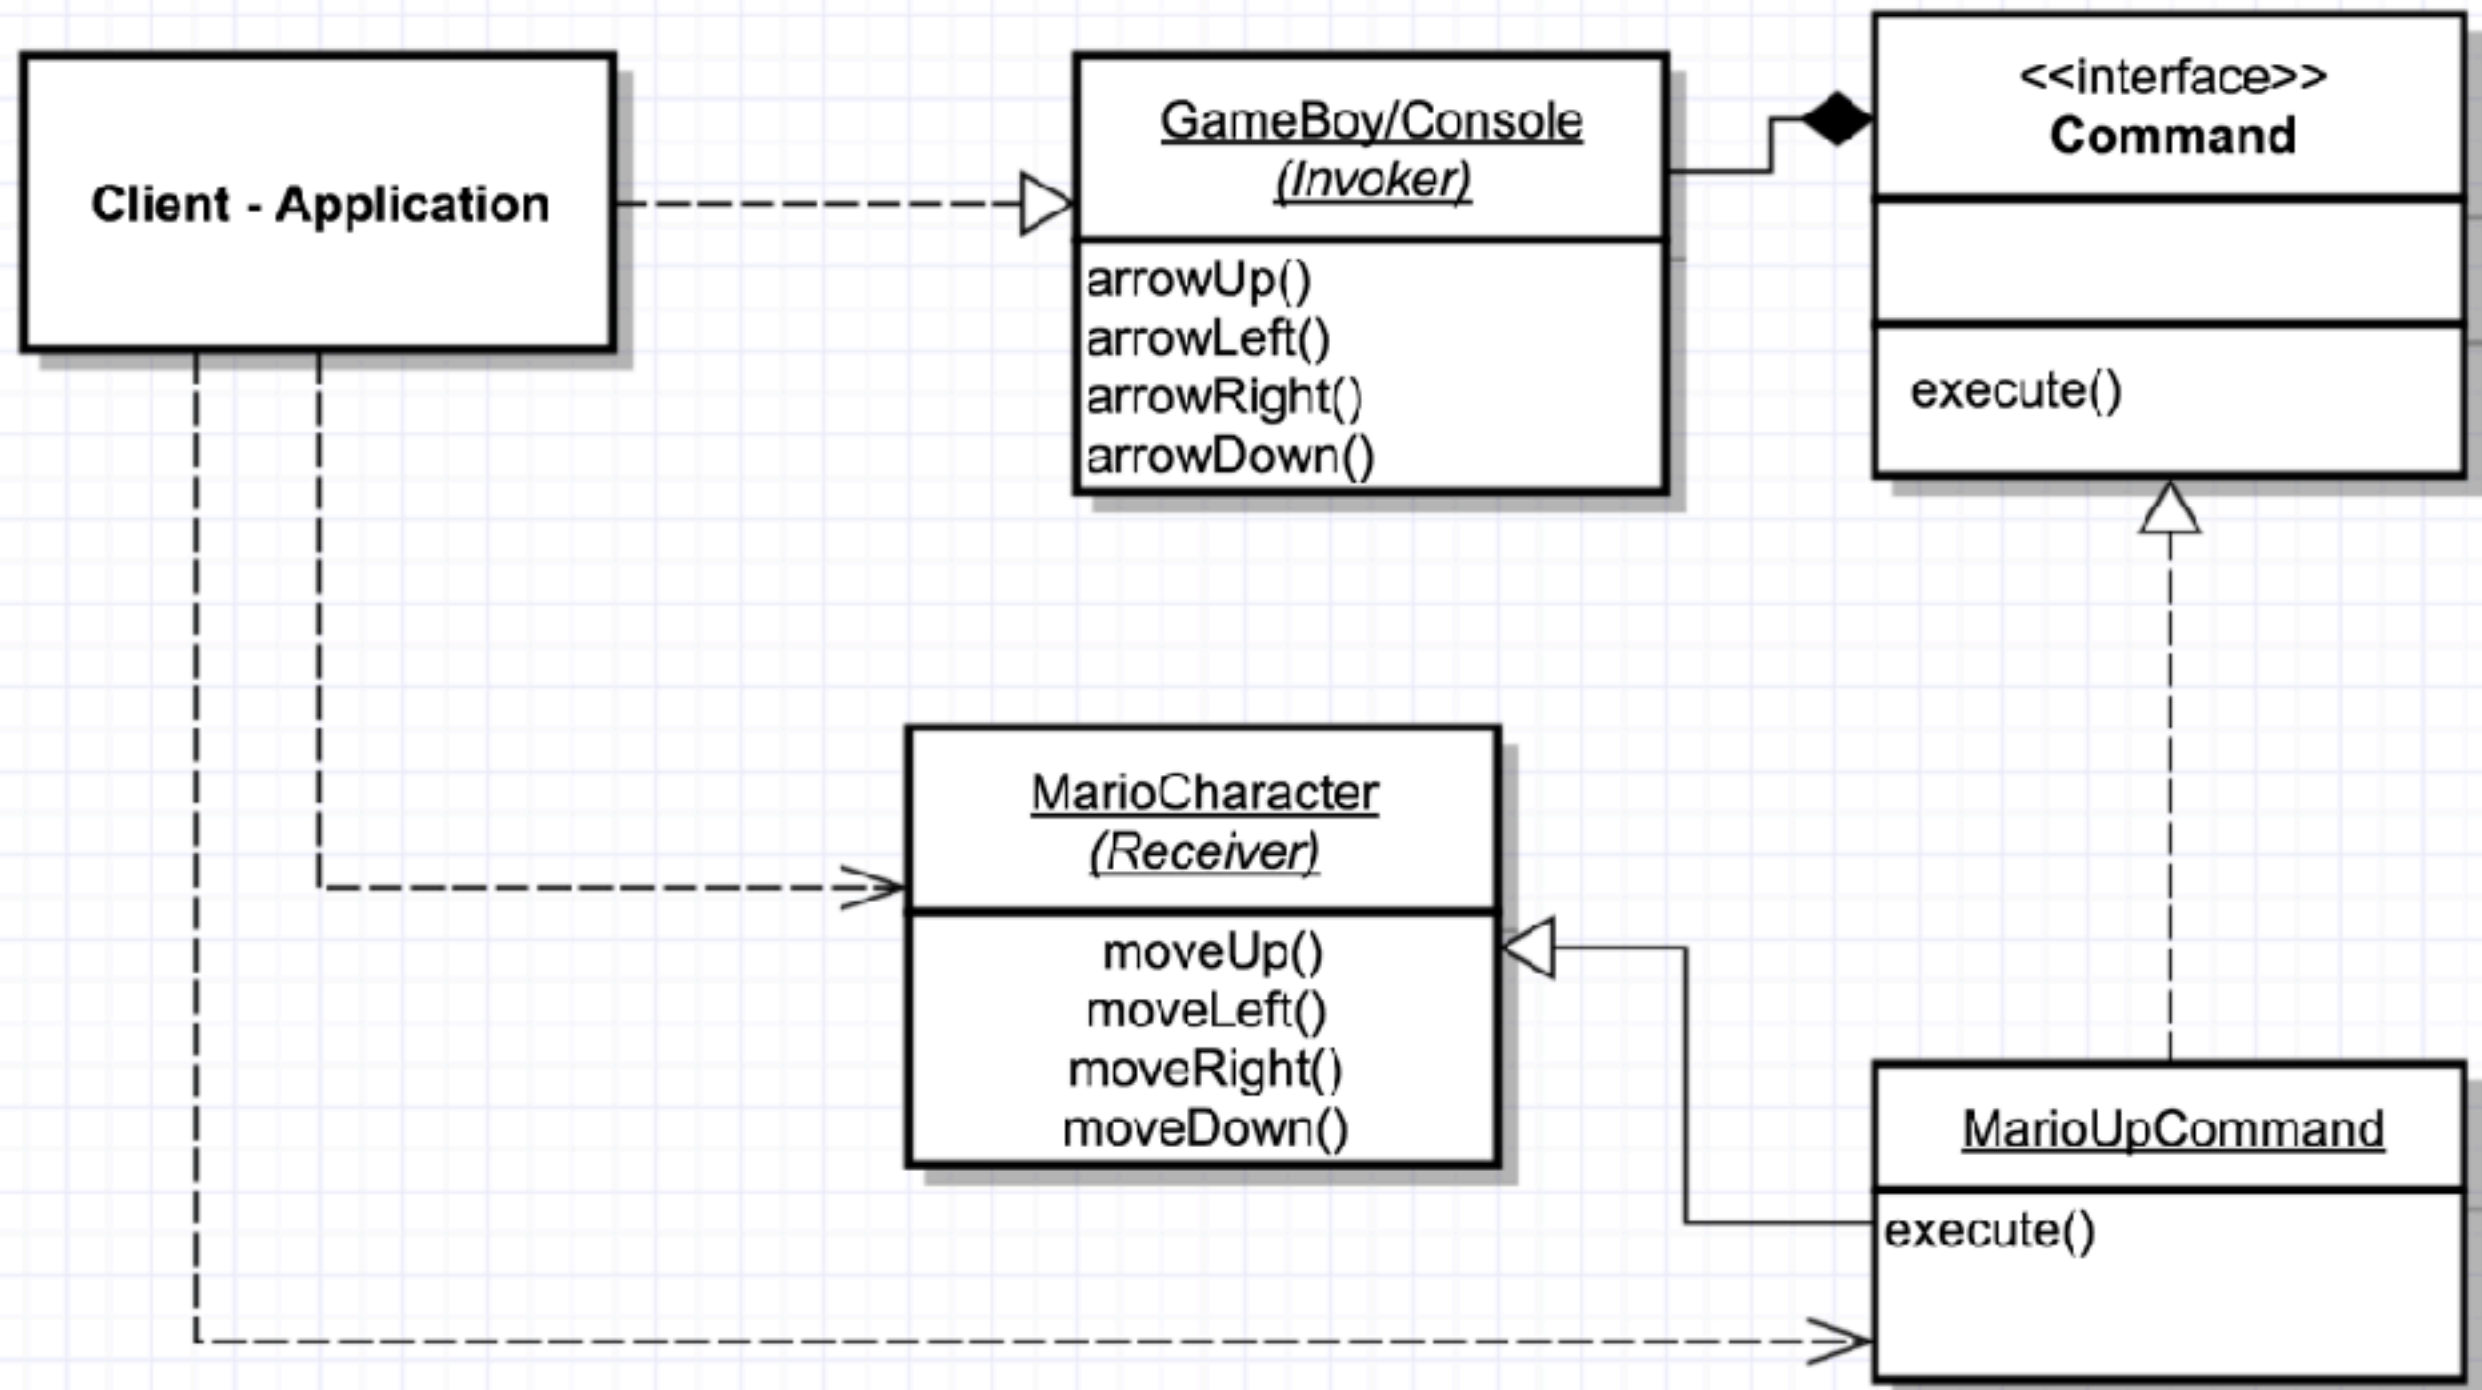 Client - Application
GameBoy/Console
(Invoker)
arrowUp()
arrowLeft()
arrowRight()
arrowDown()
<<interface>>
Command
execute()
MarioCharacter
(Receiver)
moveUp()
moveLeft()
moveRight()
moveDown()
MarioUpCommand
execute()